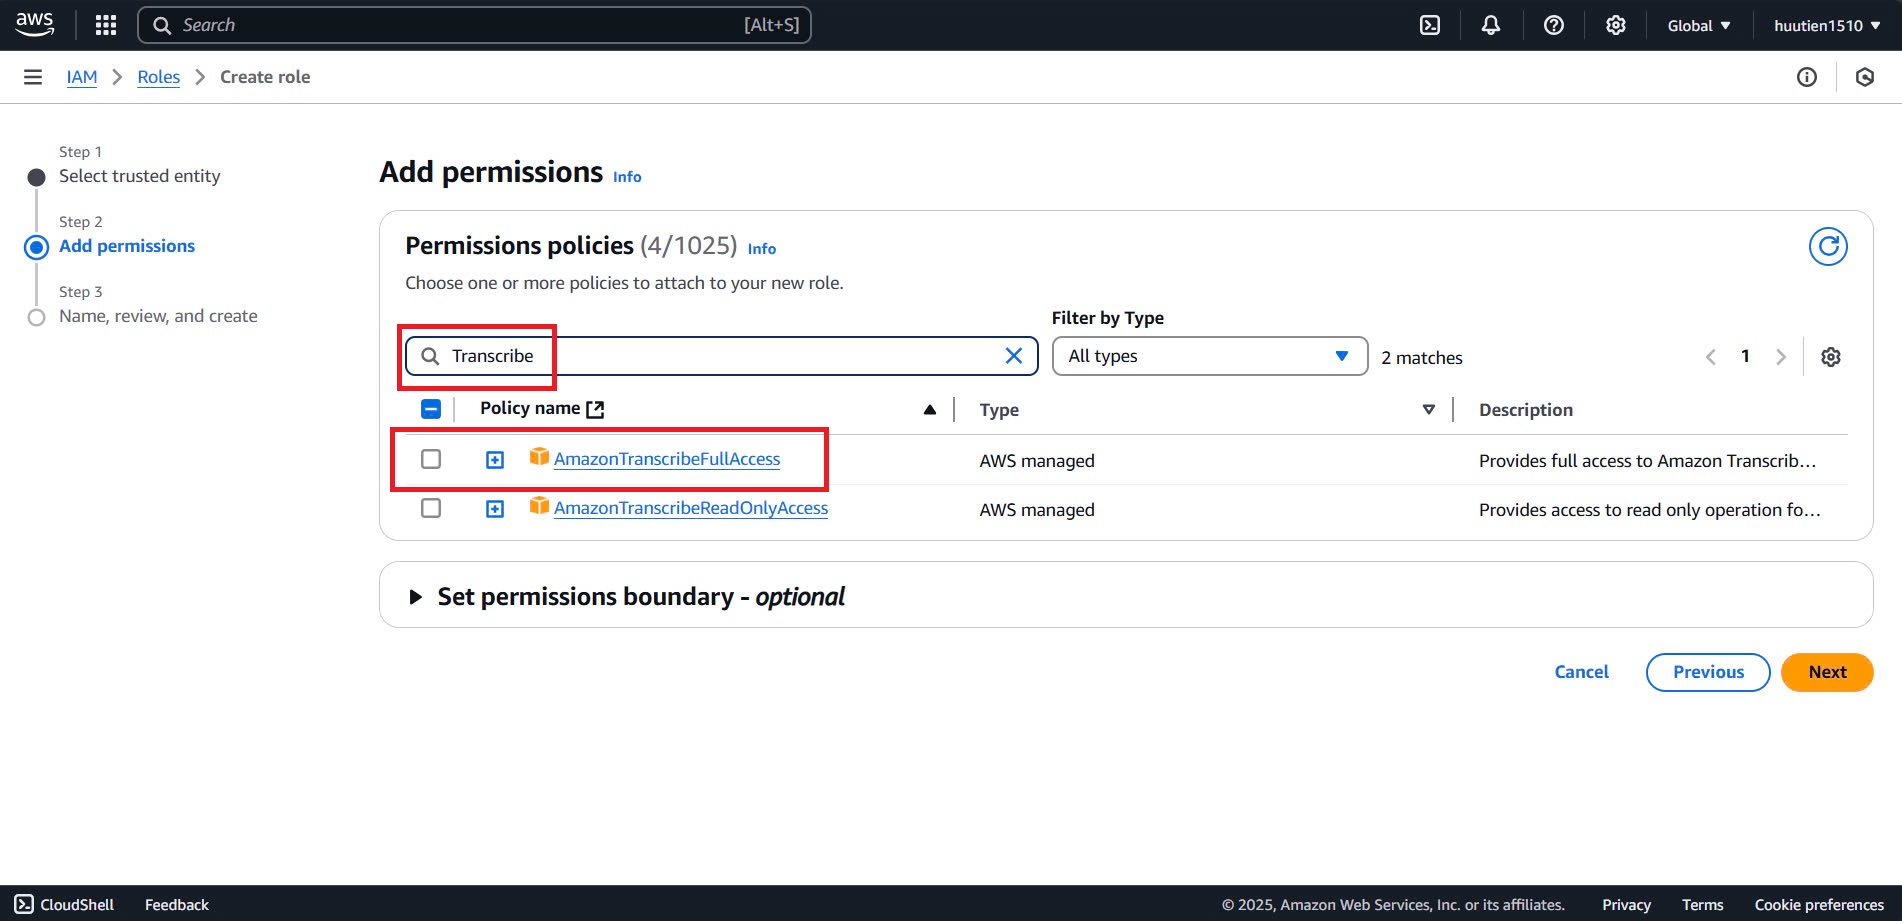 aws
Search [Alt+S]
Global
huutien1510
IAM
Roles
Create role
Step 1
Select trusted entity
Step 2
Add permissions
Step 3
Name, review, and create
Add permissions Info
Permissions policies (4/1025) Info
Choose one or more policies to attach to your new role.
Filter by Type
Transcribe
All types
2 matches
1
Policy name
Type
Description
AmazonTranscribeFullAccess
AWS managed
Provides full access to Amazon Transcrib…
AmazonTranscribeReadOnlyAccess
AWS managed
Provides access to read only operation fo…
Set permissions boundary - optional
Cancel
Previous
Next
CloudShell
Feedback
© 2025, Amazon Web Services, Inc. or its affiliates.
Privacy
Terms
Cookie preferences